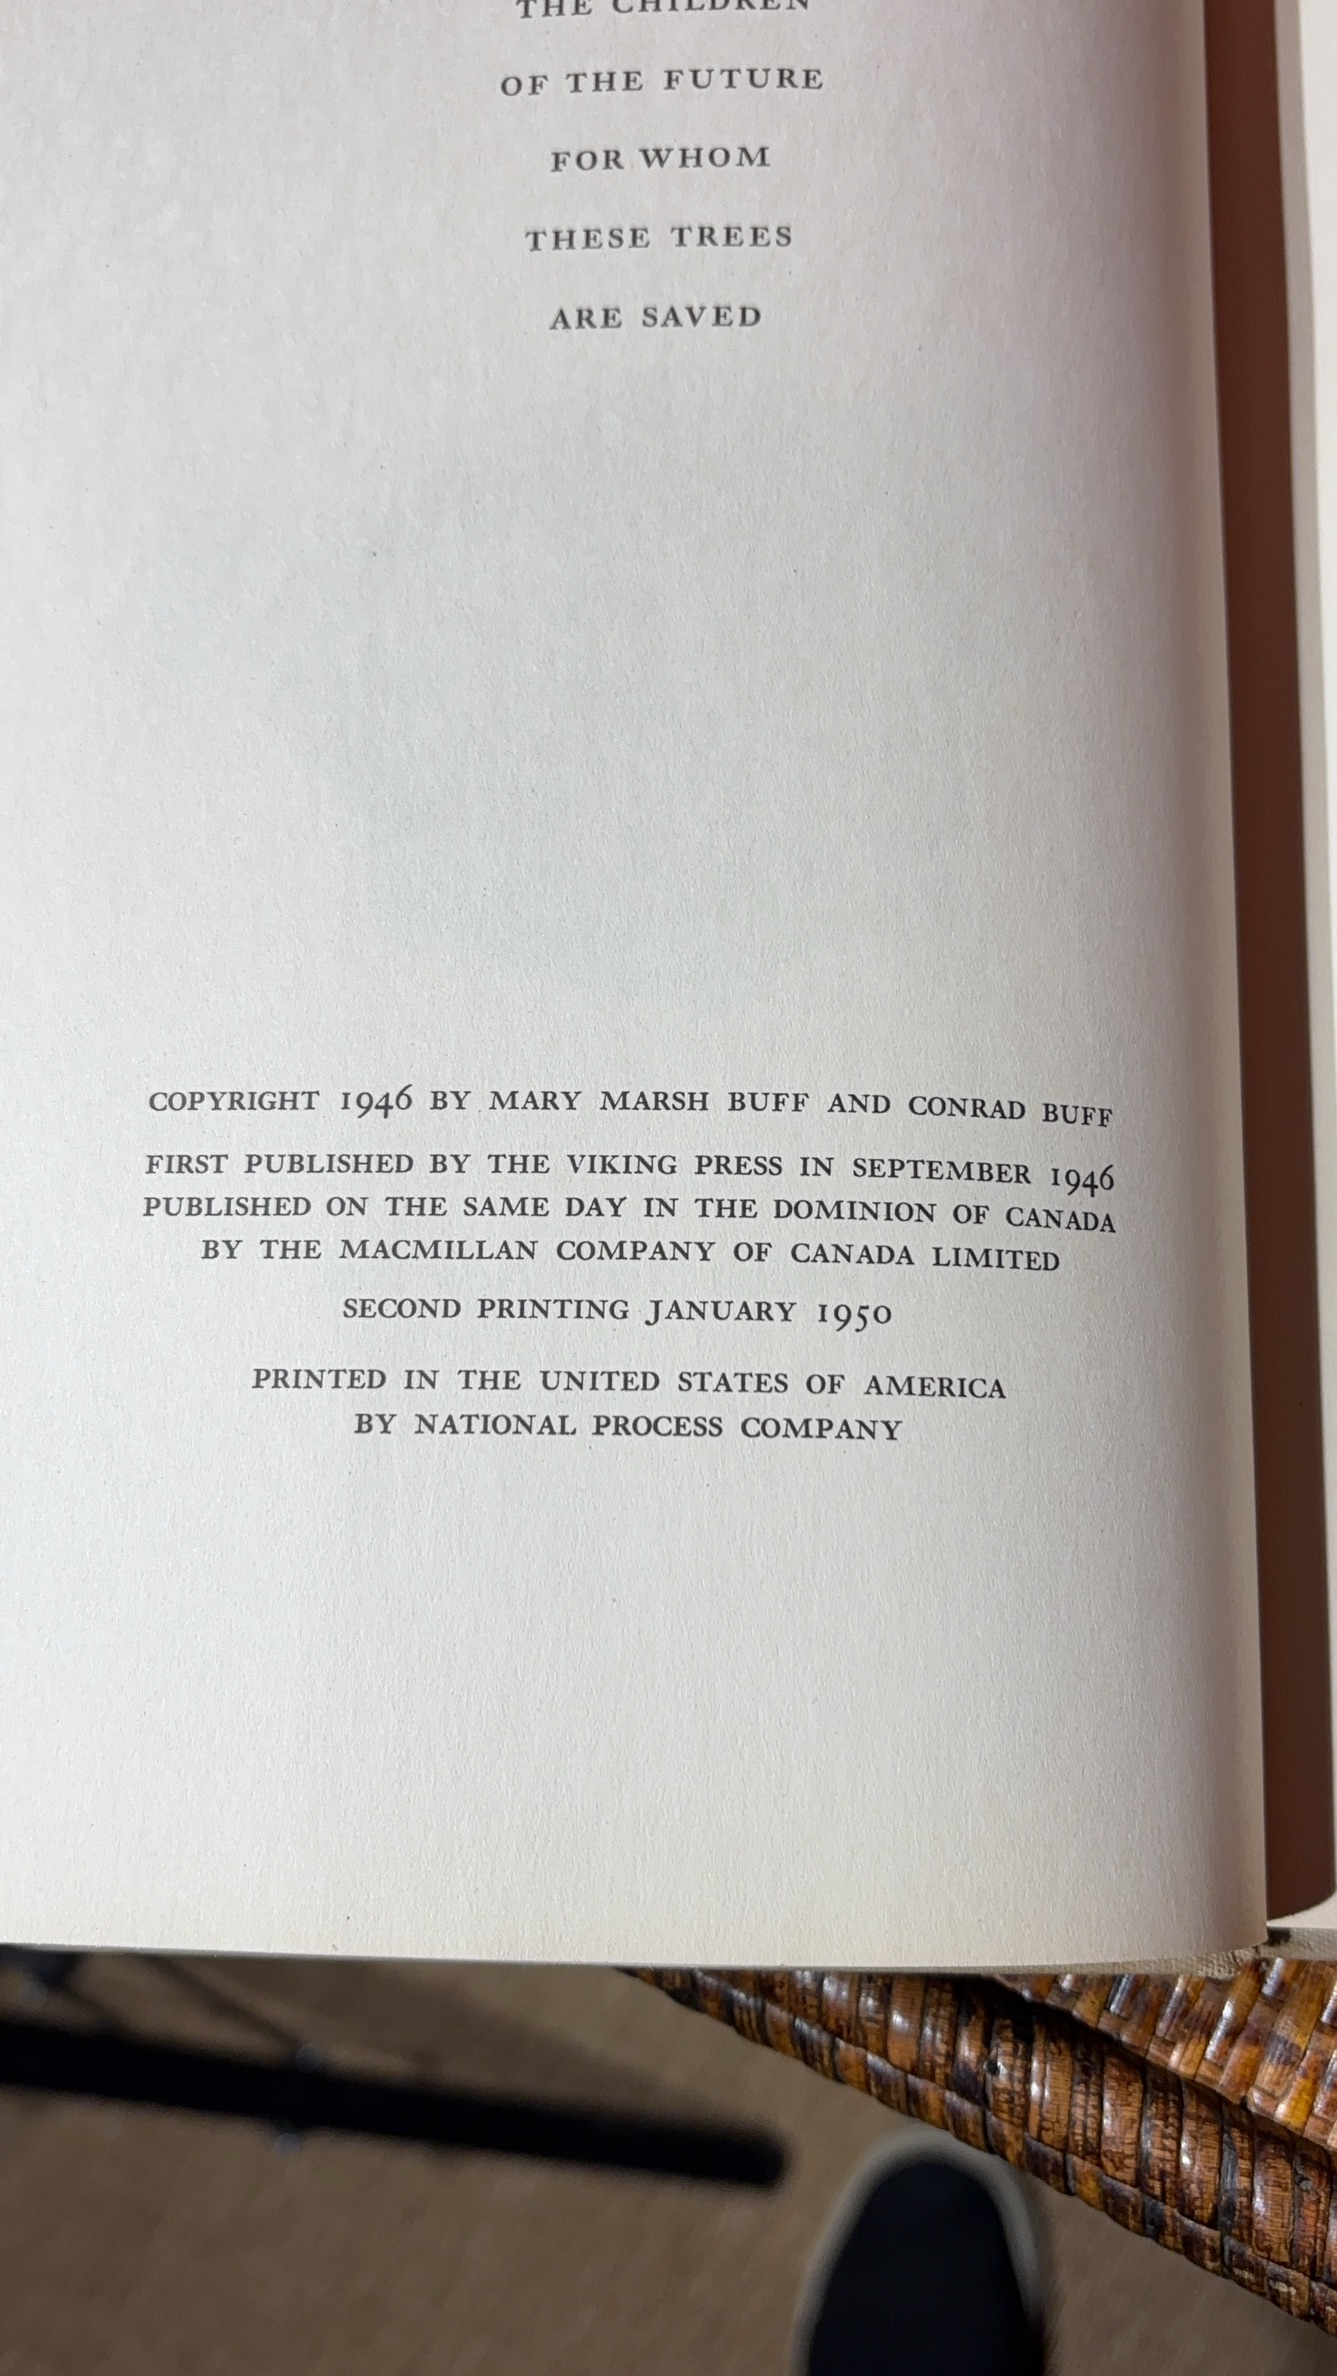 THE CHILDREN
OF THE FUTURE
FOR WHOM
THESE TREES
ARE SAVED
COPYRIGHT 1946 BY MARY MARSH BUFF AND CONRAD BUFF
FIRST PUBLISHED BY THE VIKING PRESS IN SEPTEMBER 1946
PUBLISHED ON THE SAME DAY IN THE DOMINION OF CANADA
BY THE MACMILLAN COMPANY OF CANADA LIMITED
SECOND PRINTING JANUARY 1950
PRINTED IN THE UNITED STATES OF AMERICA
BY NATIONAL PROCESS COMPANY